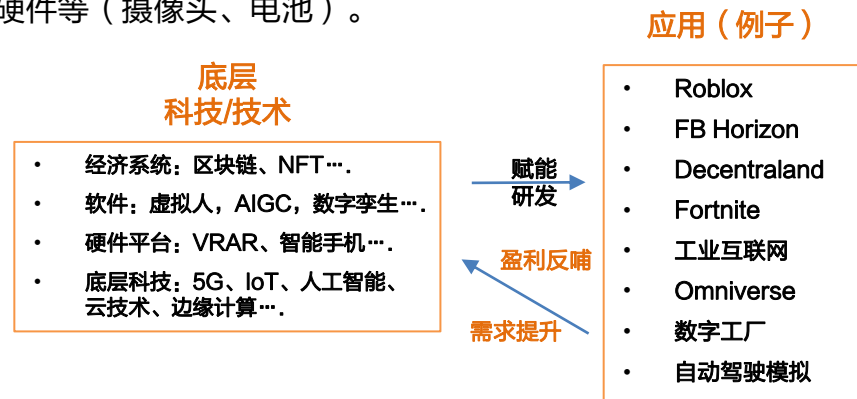 硬件等（摄像头、电池）。
底层
科技/技术
• 经济系统：区块链、NFT….
• 软件：虚拟人，AIGC，数字孪生….
• 硬件平台：VRAR、智能手机….
• 底层科技：5G、IoT、人工智能、
云技术、边缘计算….
赋能
研发
盈利反哺
需求提升
应用（例子）
• Roblox
• FB Horizon
• Decentraland
• Fortnite
• 工业互联网
• Omniverse
• 数字工厂
• 自动驾驶模拟